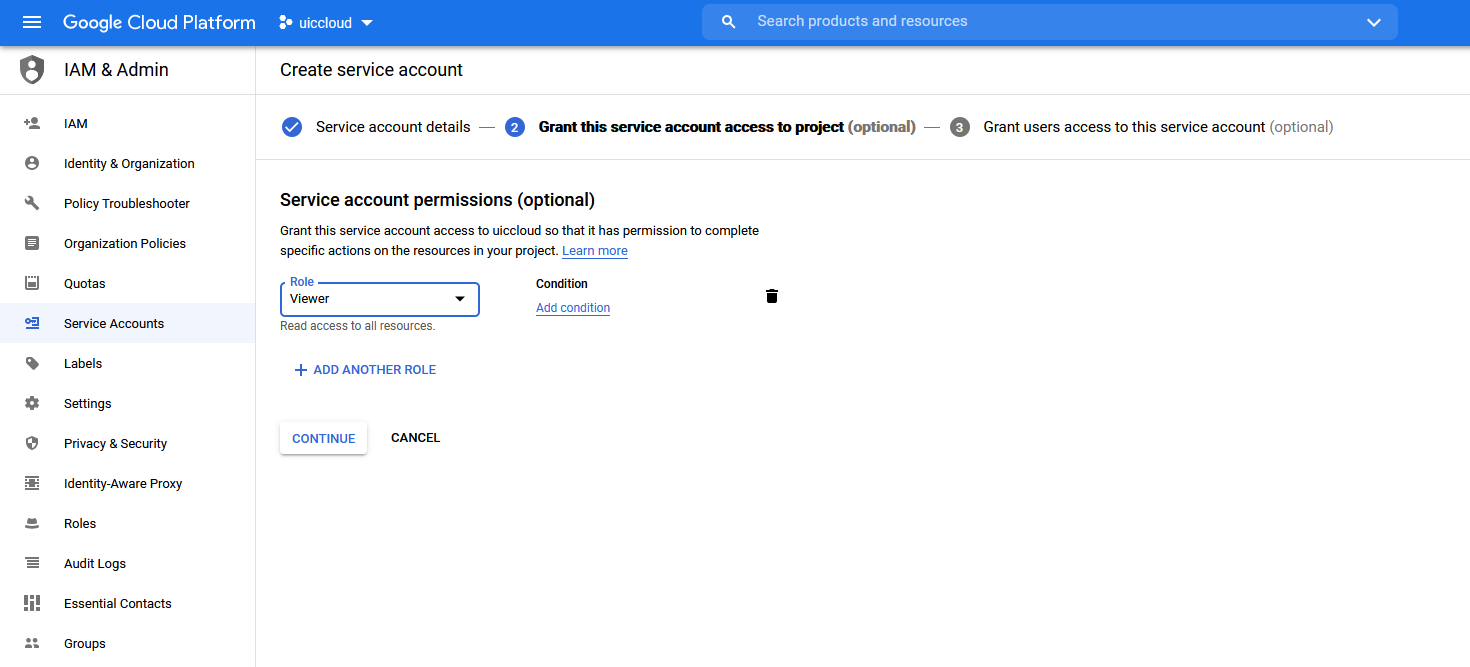 Google Cloud Platform
uiccloud
Search products and resources
IAM & Admin
Create service account
IAM
Identity & Organization
Policy Troubleshooter
Organization Policies
Quotas
Service Accounts
Labels
Settings
Privacy & Security
Identity-Aware Proxy
Roles
Audit Logs
Essential Contacts
Groups
Service account details
2 Grant this service account access to project (optional)
3 Grant users access to this service account (optional)
Service account permissions (optional)
Grant this service account access to uiccloud so that it has permission to complete
specific actions on the resources in your project. Learn more
Role
Viewer
Read access to all resources.
Condition
Add condition
ADD ANOTHER ROLE
CONTINUE
CANCEL